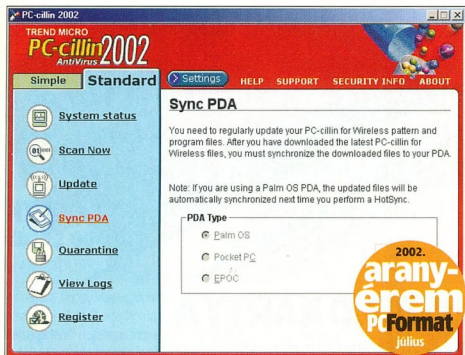 PC-cillin 2002
TREND MICRO
PC-cillin 2002
AntiVirus
Simple Standard Settings HELP SUPPORT SECURITY INFO ABOUT
System status
Scan Now
Update
Sync PDA
Quarantine
View Logs
Register
Sync PDA
You need to regularly update your PC-cillin for Wireless pattern and
program files. After you have downloaded the latest PC-cillin for
Wireless files, you must synchronize the downloaded files to your PDA.
Note: If you are using a Palm OS PDA, the updated files will be
automatically synchronized next time you perform a HotSync.
PDA Type
Palm OS
Pocket PC
EPOC
2002.
arany-
érem
PC Format
július